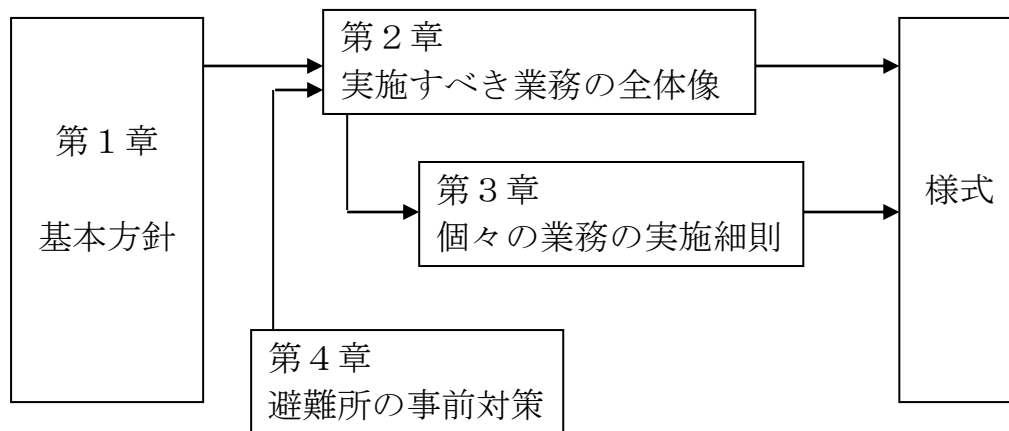 第１章
基本方針
第２章
実施すべき業務の全体像
第３章
個々の業務の実施細則
第４章
避難所の事前対策
様式